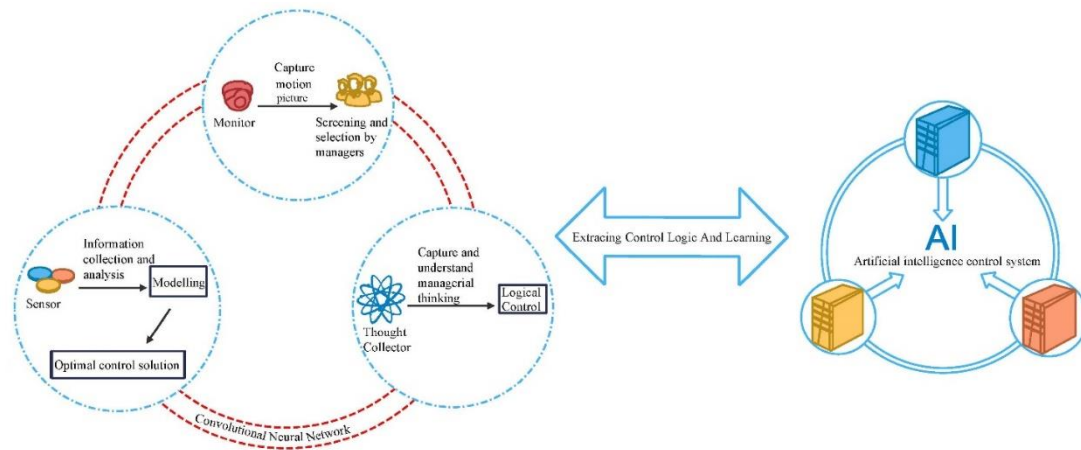 Capture
motion
picture
Monitor
Screening and
selection by
managers
Information
collection and
analysis
Sensor
Modelling
Optimal control solution
Capture and
understand
managerial
thinking
Thought
Collector
Logical
Control
Convolutional Neural Network
Extracing Control Logic And Learning
AI
Artificial intelligence control system